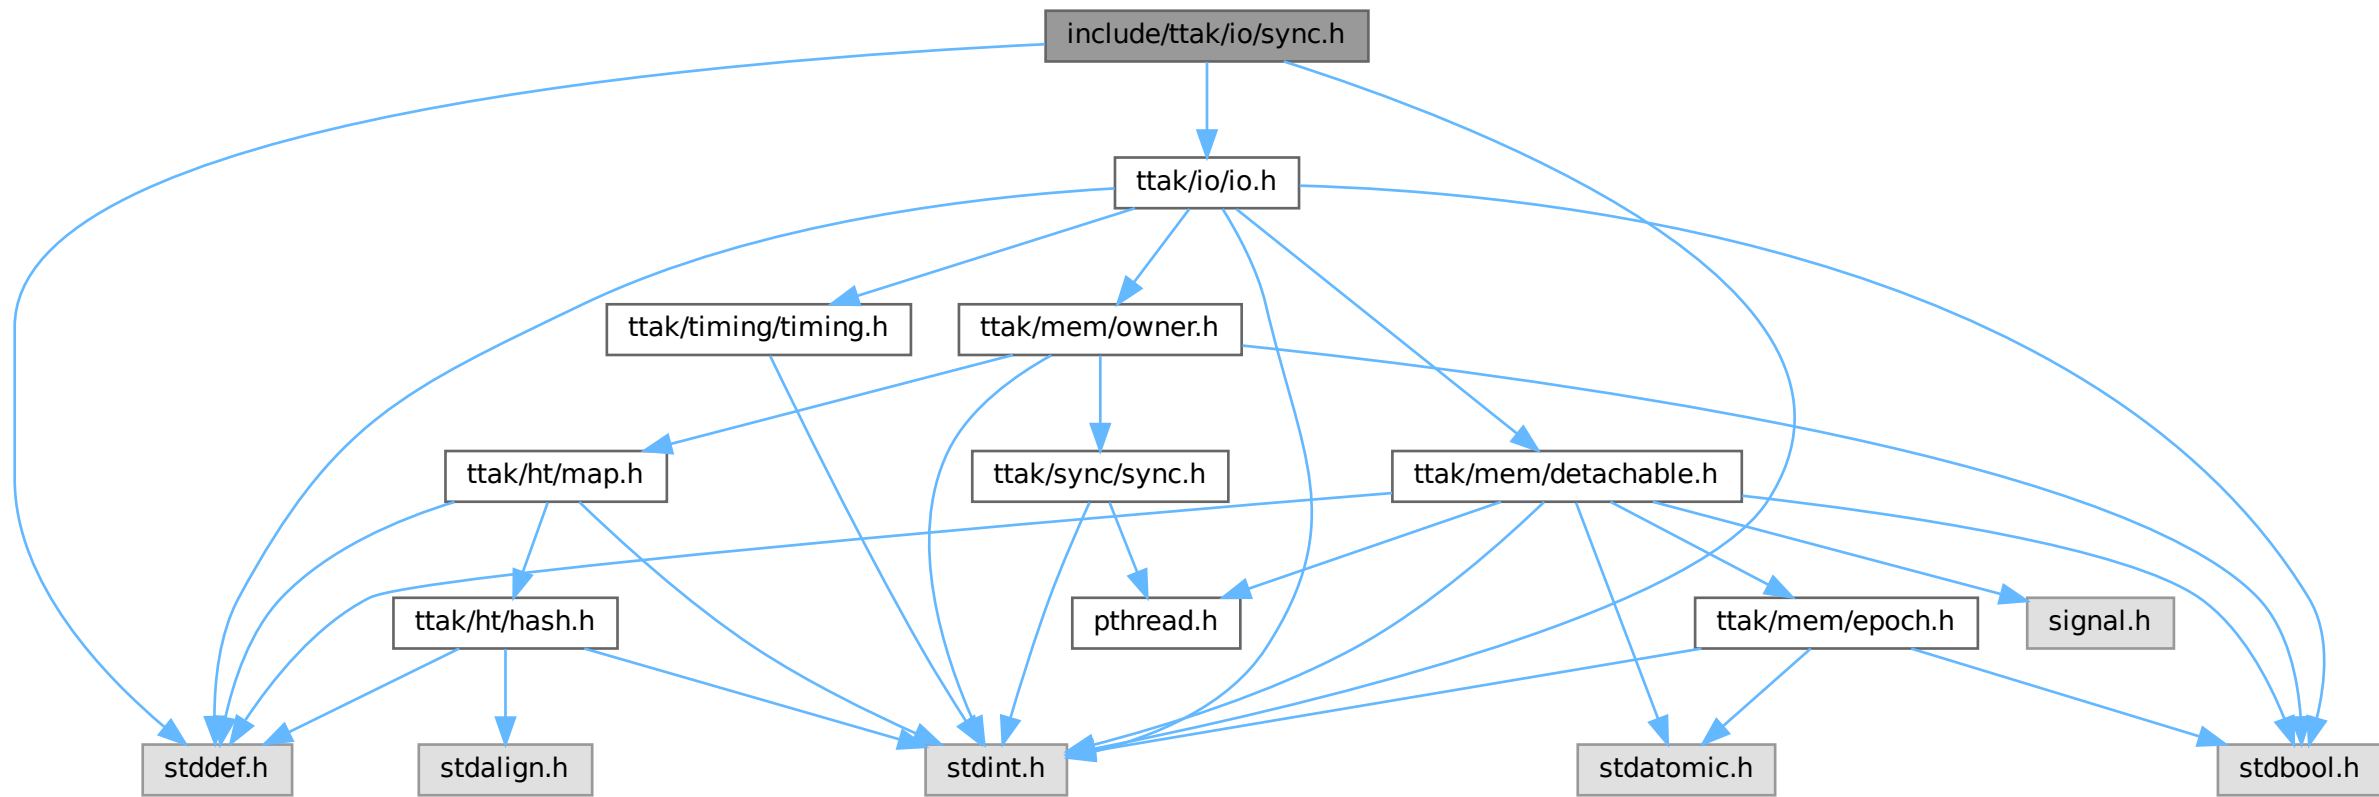 include/ttak/io/sync.h
ttak/io/io.h
ttak/timing/timing.h
ttak/mem/owner.h
ttak/ht/map.h
ttak/sync/sync.h
ttak/mem/detachable.h
ttak/ht/hash.h
pthread.h
ttak/mem/epoch.h
signal.h
stddef.h
stdalign.h
stdint.h
stdatomic.h
stdbool.h